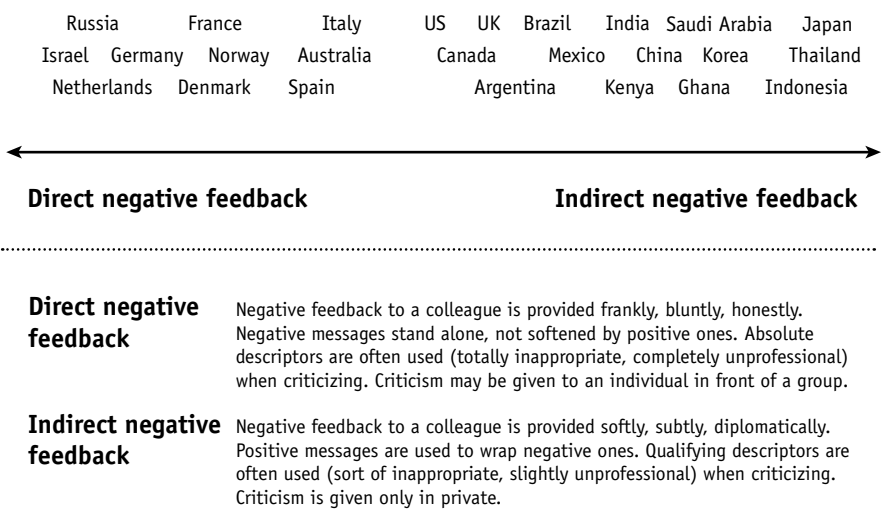 Russia France Italy US UK Brazil India Saudi Arabia Japan
Israel Germany Norway Australia Canada Mexico China Korea Thailand
Netherlands Denmark Spain Argentina Kenya Ghana Indonesia
Direct negative feedback Indirect negative feedback
Direct negative
feedback
Negative feedback to a colleague is provided frankly, bluntly, honestly.
Negative messages stand alone, not softened by positive ones. Absolute
descriptors are often used (totally inappropriate, completely unprofessional)
when criticizing. Criticism may be given to an individual in front of a group.
Indirect negative
feedback
Negative feedback to a colleague is provided softly, subtly, diplomatically.
Positive messages are used to wrap negative ones. Qualifying descriptors are
often used (sort of inappropriate, slightly unprofessional) when criticizing.
Criticism is given only in private.